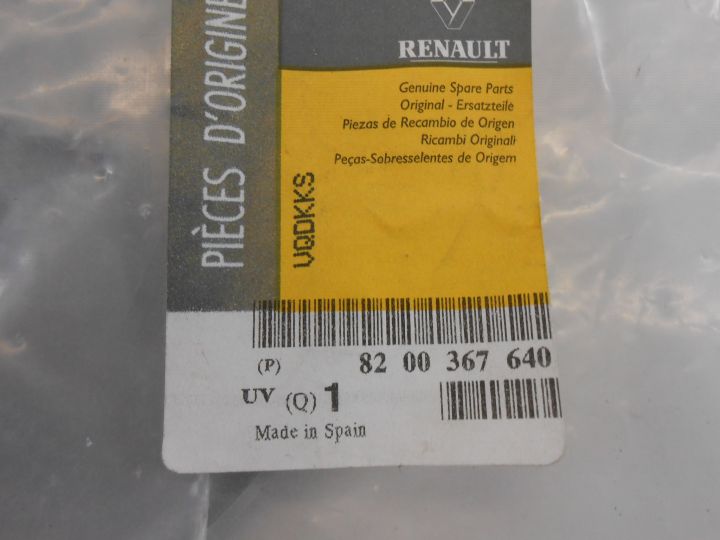 RENAULT
PIÈCES D'ORIGINE
Genuine Spare Parts
Original - Ersatzteile
Piezas de Recambio de Origen
Ricambi Originali
Peças-Sobresselentes de Origem
VQDKKS
(P) 82 00 367 640
UV (Q) 1
Made in Spain